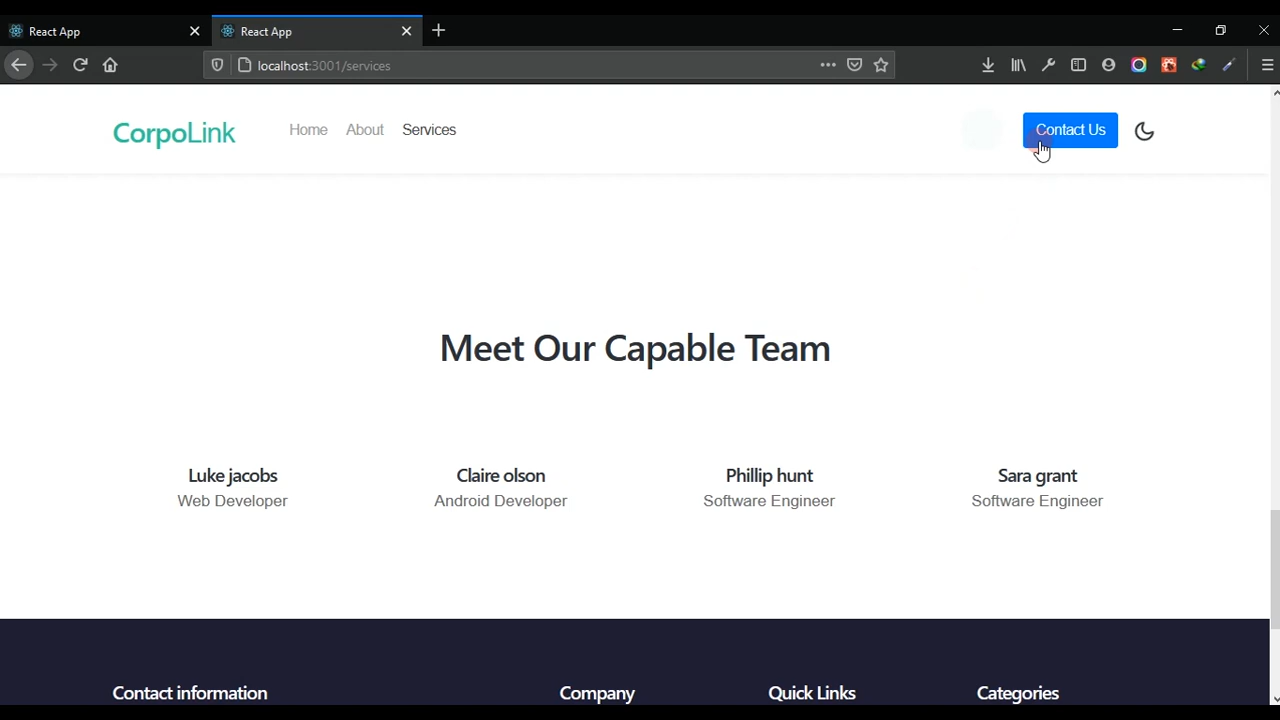 React App
React App
localhost:3001/services
CorpoLink
Home
About
Services
Contact Us
Meet Our Capable Team
Luke jacobs
Web Developer
Claire olson
Android Developer
Phillip hunt
Software Engineer
Sara grant
Software Engineer
Contact information
Company
Quick Links
Categories